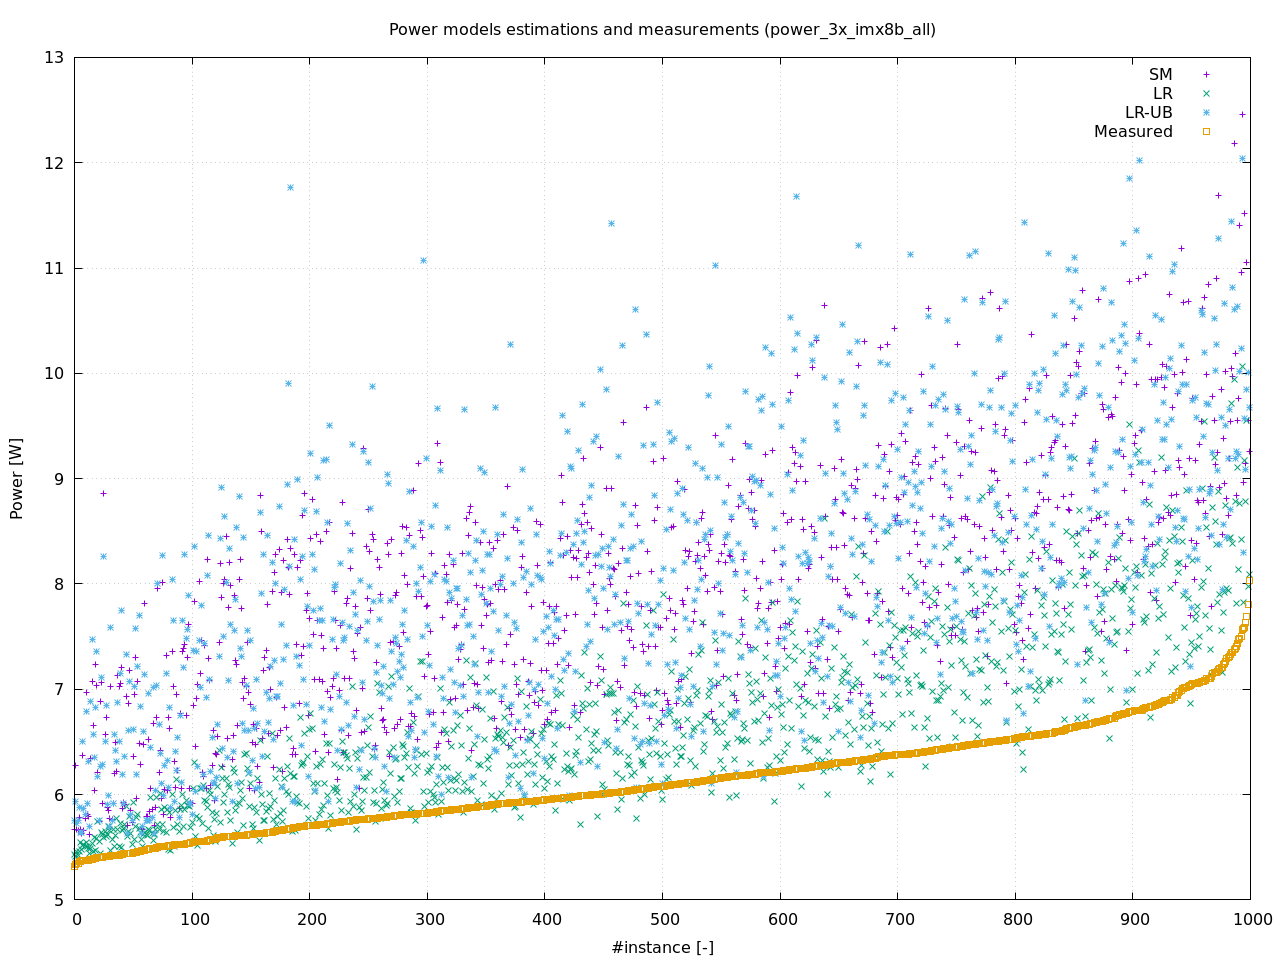 Power models estimations and measurements (power_3x_imx8b_all)
SM
LR
LR-UB
Measured
13
12
11
10
9
8
7
6
5
Power [W]
0 100 200 300 400 500 600 700 800 900 1000
#instance [-]